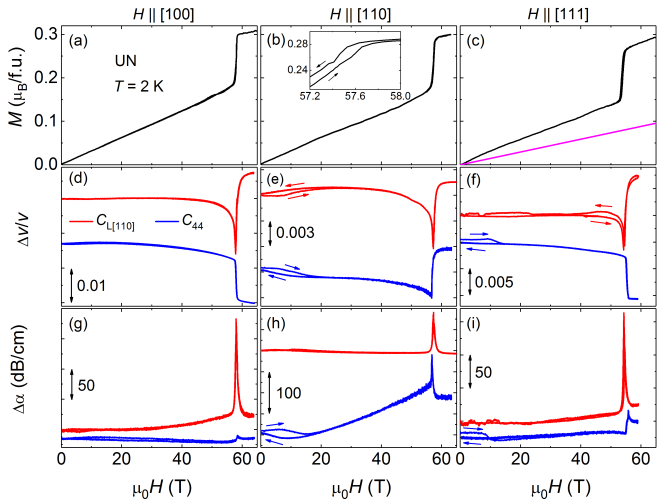 H || [100] H || [110] H || [111]
(a) (b) (c)
UN
T = 2 K
0.28
0.24
57.2 57.6 58.0
M (μB/f.u.)
0.3
0.2
0.1
0.0
(d) (e) (f)
Δv/v
CL[110] C44
0.01
0.003
0.005
(g) (h) (i)
Δα (dB/cm)
50
100
50
0 20 40 60 0 20 40 60 0 20 40 60
μ0H (T) μ0H (T) μ0H (T)